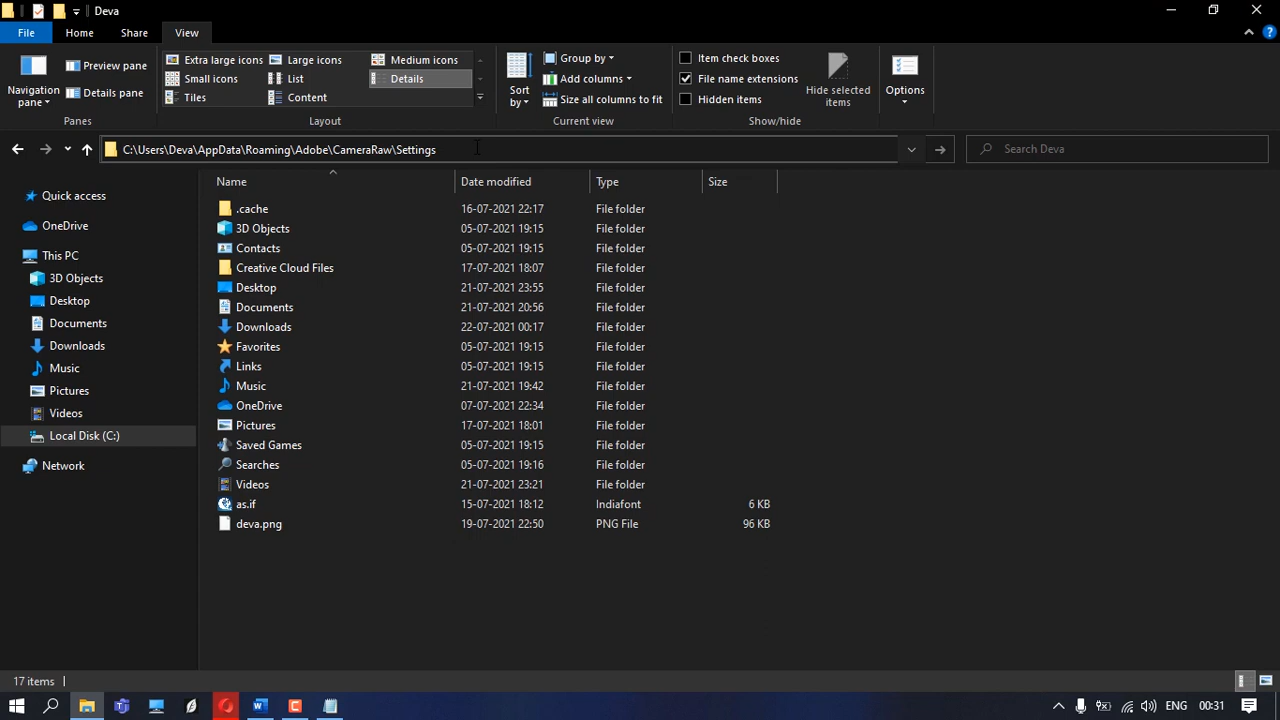 Deva
File Home Share View
Navigation pane
Preview pane
Details pane
Panes
Extra large icons Large icons Medium icons
Small icons List Details
Tiles Content
Layout
Sort by
Group by
Add columns
Size all columns to fit
Current view
Item check boxes
File name extensions
Hidden items
Hide selected items
Show/hide
Options
C:\Users\Deva\AppData\Roaming\Adobe\CameraRaw\Settings
Search Deva
Quick access
OneDrive
This PC
3D Objects
Desktop
Documents
Downloads
Music
Pictures
Videos
Local Disk (C:)
Network
Name Date modified Type Size
.cache 16-07-2021 22:17 File folder
3D Objects 05-07-2021 19:15 File folder
Contacts 05-07-2021 19:15 File folder
Creative Cloud Files 17-07-2021 18:07 File folder
Desktop 21-07-2021 23:55 File folder
Documents 21-07-2021 20:56 File folder
Downloads 22-07-2021 00:17 File folder
Favorites 05-07-2021 19:15 File folder
Links 05-07-2021 19:15 File folder
Music 21-07-2021 19:42 File folder
OneDrive 07-07-2021 22:34 File folder
Pictures 17-07-2021 18:01 File folder
Saved Games 05-07-2021 19:15 File folder
Searches 05-07-2021 19:16 File folder
Videos 21-07-2021 23:21 File folder
as.if 15-07-2021 18:12 Indiafont 6 KB
deva.png 19-07-2021 22:50 PNG File 96 KB
17 items
ENG 00:31